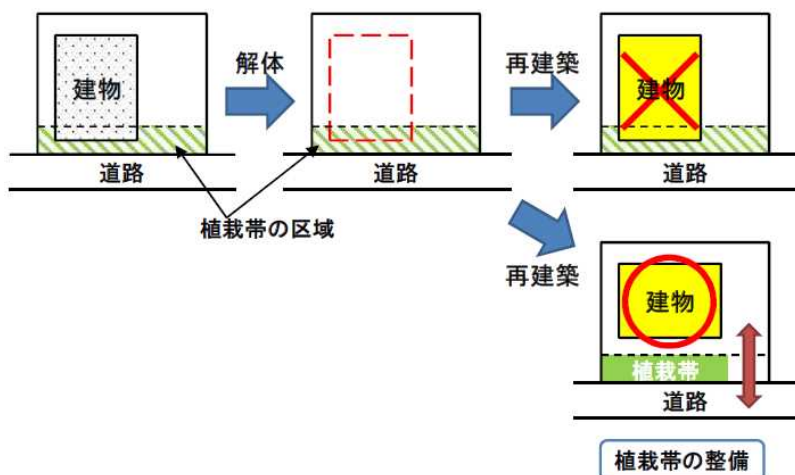 建物
解体
再建築
建物
道路
道路
道路
植栽帯の区域
再建築
建物
植栽帯
道路
植栽帯の整備